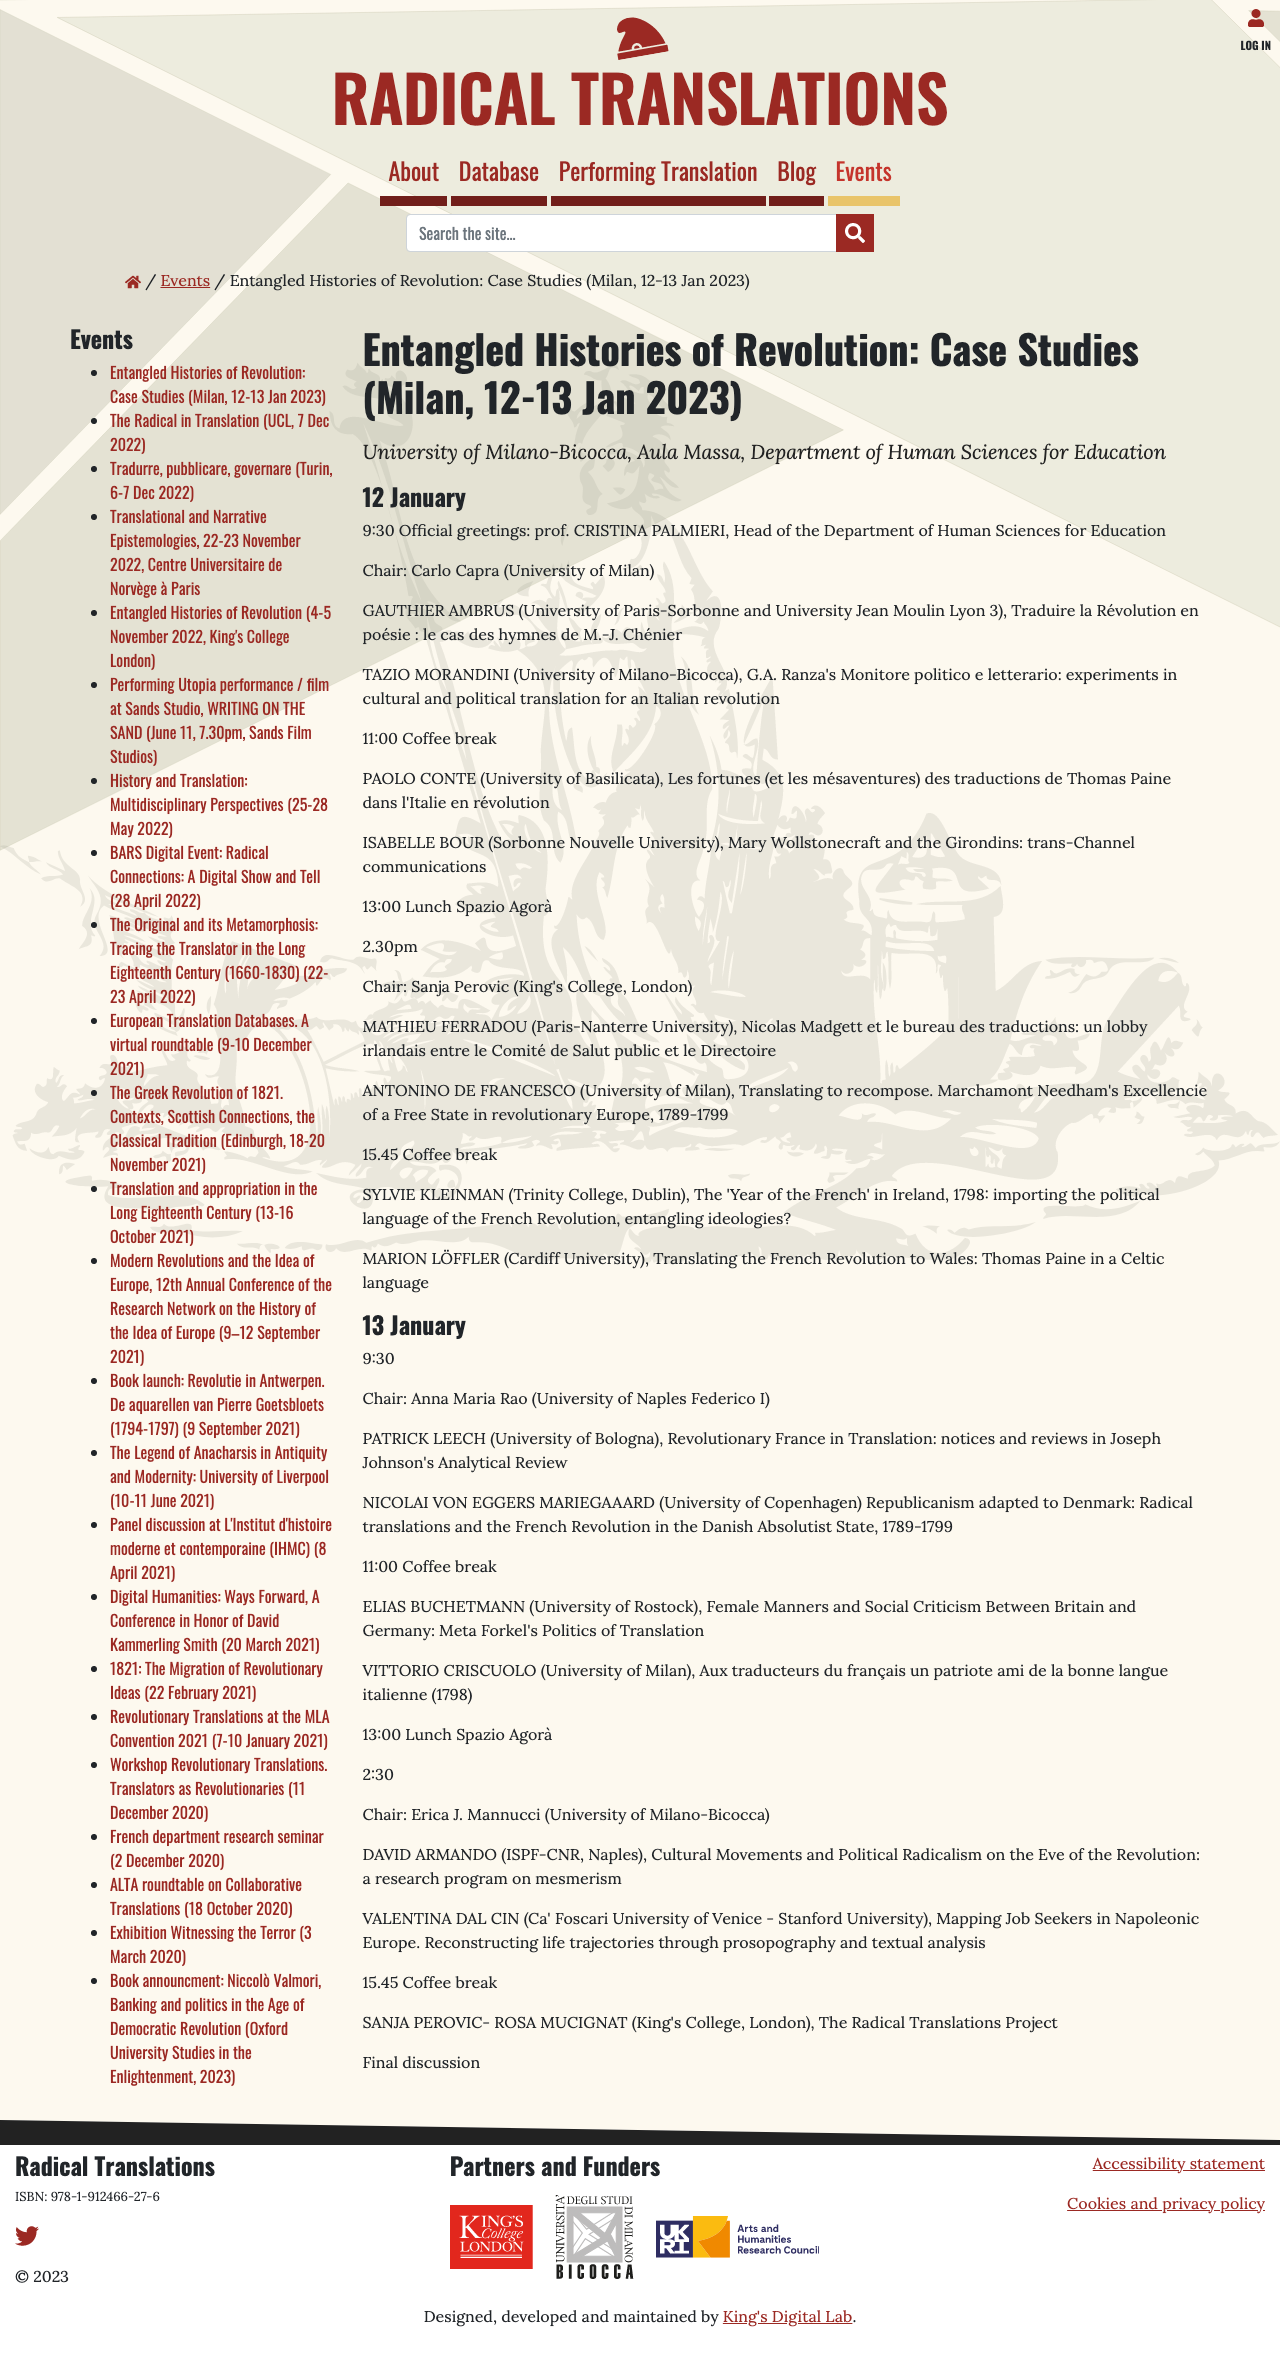 LOG IN
RADICAL TRANSLATIONS
About Database Performing Translation Blog Events
Search the site...
/ Events / Entangled Histories of Revolution: Case Studies (Milan, 12-13 Jan 2023)
Events
Entangled Histories of Revolution:
Case Studies (Milan, 12-13 Jan 2023)
The Radical in Translation (UCL, 7 Dec
2022)
Tradurre, pubblicare, governare (Turin,
6-7 Dec 2022)
Translational and Narrative
Epistemologies, 22-23 November
2022, Centre Universitaire de
Norvège à Paris
Entangled Histories of Revolution (4-5
November 2022, King's College
London)
Performing Utopia performance / film
at Sands Studio, WRITING ON THE
SAND (June 11, 7.30pm, Sands Film
Studios)
History and Translation:
Multidisciplinary Perspectives (25-28
May 2022)
BARS Digital Event: Radical
Connections: A Digital Show and Tell
(28 April 2022)
The Original and its Metamorphosis:
Tracing the Translator in the Long
Eighteenth Century (1660-1830) (22-
23 April 2022)
European Translation Databases. A
virtual roundtable (9-10 December
2021)
The Greek Revolution of 1821.
Contexts, Scottish Connections, the
Classical Tradition (Edinburgh, 18-20
November 2021)
Translation and appropriation in the
Long Eighteenth Century (13-16
October 2021)
Modern Revolutions and the Idea of
Europe, 12th Annual Conference of the
Research Network on the History of
the Idea of Europe (9–12 September
2021)
Book launch: Revolutie in Antwerpen.
De aquarellen van Pierre Goetsbloets
(1794-1797) (9 September 2021)
The Legend of Anacharsis in Antiquity
and Modernity: University of Liverpool
(10-11 June 2021)
Panel discussion at L'Institut d'histoire
moderne et contemporaine (IHMC) (8
April 2021)
Digital Humanities: Ways Forward, A
Conference in Honor of David
Kammerling Smith (20 March 2021)
1821: The Migration of Revolutionary
Ideas (22 February 2021)
Revolutionary Translations at the MLA
Convention 2021 (7-10 January 2021)
Workshop Revolutionary Translations.
Translators as Revolutionaries (11
December 2020)
French department research seminar
(2 December 2020)
ALTA roundtable on Collaborative
Translations (18 October 2020)
Exhibition Witnessing the Terror (3
March 2020)
Book announcment: Niccolò Valmori,
Banking and politics in the Age of
Democratic Revolution (Oxford
University Studies in the
Enlightenment, 2023)
Entangled Histories of Revolution: Case Studies
(Milan, 12-13 Jan 2023)
University of Milano-Bicocca, Aula Massa, Department of Human Sciences for Education
12 January
9:30 Official greetings: prof. CRISTINA PALMIERI, Head of the Department of Human Sciences for Education
Chair: Carlo Capra (University of Milan)
GAUTHIER AMBRUS (University of Paris-Sorbonne and University Jean Moulin Lyon 3), Traduire la Révolution en
poésie : le cas des hymnes de M.-J. Chénier
TAZIO MORANDINI (University of Milano-Bicocca), G.A. Ranza's Monitore politico e letterario: experiments in
cultural and political translation for an Italian revolution
11:00 Coffee break
PAOLO CONTE (University of Basilicata), Les fortunes (et les mésaventures) des traductions de Thomas Paine
dans l'Italie en révolution
ISABELLE BOUR (Sorbonne Nouvelle University), Mary Wollstonecraft and the Girondins: trans-Channel
communications
13:00 Lunch Spazio Agorà
2.30pm
Chair: Sanja Perovic (King's College, London)
MATHIEU FERRADOU (Paris-Nanterre University), Nicolas Madgett et le bureau des traductions: un lobby
irlandais entre le Comité de Salut public et le Directoire
ANTONINO DE FRANCESCO (University of Milan), Translating to recompose. Marchamont Needham's Excellencie
of a Free State in revolutionary Europe, 1789-1799
15.45 Coffee break
SYLVIE KLEINMAN (Trinity College, Dublin), The 'Year of the French' in Ireland, 1798: importing the political
language of the French Revolution, entangling ideologies?
MARION LÖFFLER (Cardiff University), Translating the French Revolution to Wales: Thomas Paine in a Celtic
language
13 January
9:30
Chair: Anna Maria Rao (University of Naples Federico I)
PATRICK LEECH (University of Bologna), Revolutionary France in Translation: notices and reviews in Joseph
Johnson's Analytical Review
NICOLAI VON EGGERS MARIEGAAARD (University of Copenhagen) Republicanism adapted to Denmark: Radical
translations and the French Revolution in the Danish Absolutist State, 1789-1799
11:00 Coffee break
ELIAS BUCHETMANN (University of Rostock), Female Manners and Social Criticism Between Britain and
Germany: Meta Forkel's Politics of Translation
VITTORIO CRISCUOLO (University of Milan), Aux traducteurs du français un patriote ami de la bonne langue
italienne (1798)
13:00 Lunch Spazio Agorà
2:30
Chair: Erica J. Mannucci (University of Milano-Bicocca)
DAVID ARMANDO (ISPF-CNR, Naples), Cultural Movements and Political Radicalism on the Eve of the Revolution:
a research program on mesmerism
VALENTINA DAL CIN (Ca' Foscari University of Venice - Stanford University), Mapping Job Seekers in Napoleonic
Europe. Reconstructing life trajectories through prosopography and textual analysis
15.45 Coffee break
SANJA PEROVIC- ROSA MUCIGNAT (King's College, London), The Radical Translations Project
Final discussion
Radical Translations
ISBN: 978-1-912466-27-6
© 2023
Partners and Funders
KING'S
College
LONDON
UNIVERSITA'
DEGLI STUDI
DI MILANO
BICOCCA
UKRI
Arts and
Humanities
Research Council
Accessibility statement
Cookies and privacy policy
Designed, developed and maintained by King's Digital Lab.